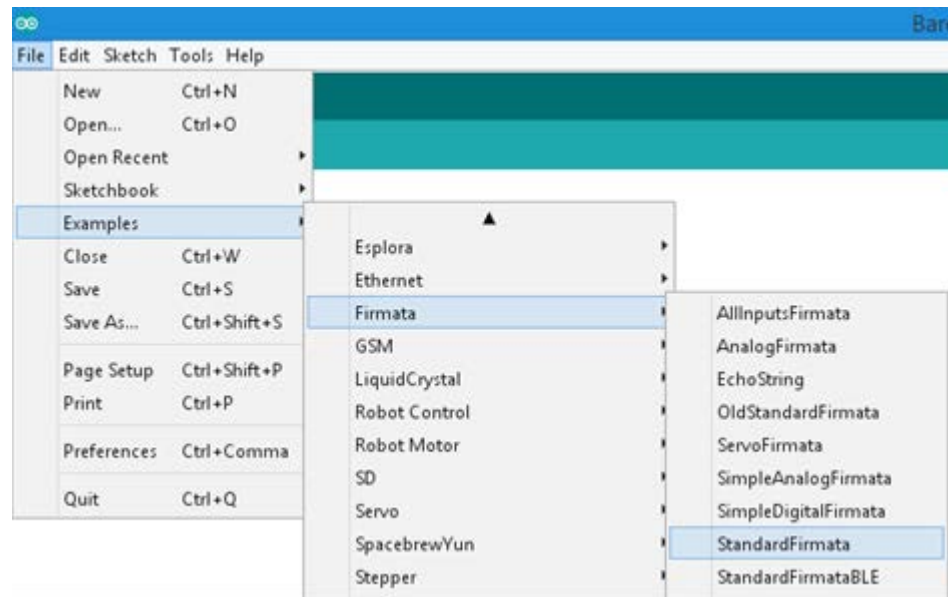 Bar
File Edit Sketch Tools Help
New Ctrl+N
Open... Ctrl+O
Open Recent
Sketchbook
Examples
Close Ctrl+W
Save Ctrl+S
Save As... Ctrl+Shift+S
Page Setup Ctrl+Shift+P
Print Ctrl+P
Preferences Ctrl+Comma
Quit Ctrl+Q
Esplora
Ethernet
Firmata
GSM
LiquidCrystal
Robot Control
Robot Motor
SD
Servo
SpacebrewYun
Stepper
AllInputsFirmata
AnalogFirmata
EchoString
OldStandardFirmata
ServoFirmata
SimpleAnalogFirmata
SimpleDigitalFirmata
StandardFirmata
StandardFirmataBLE